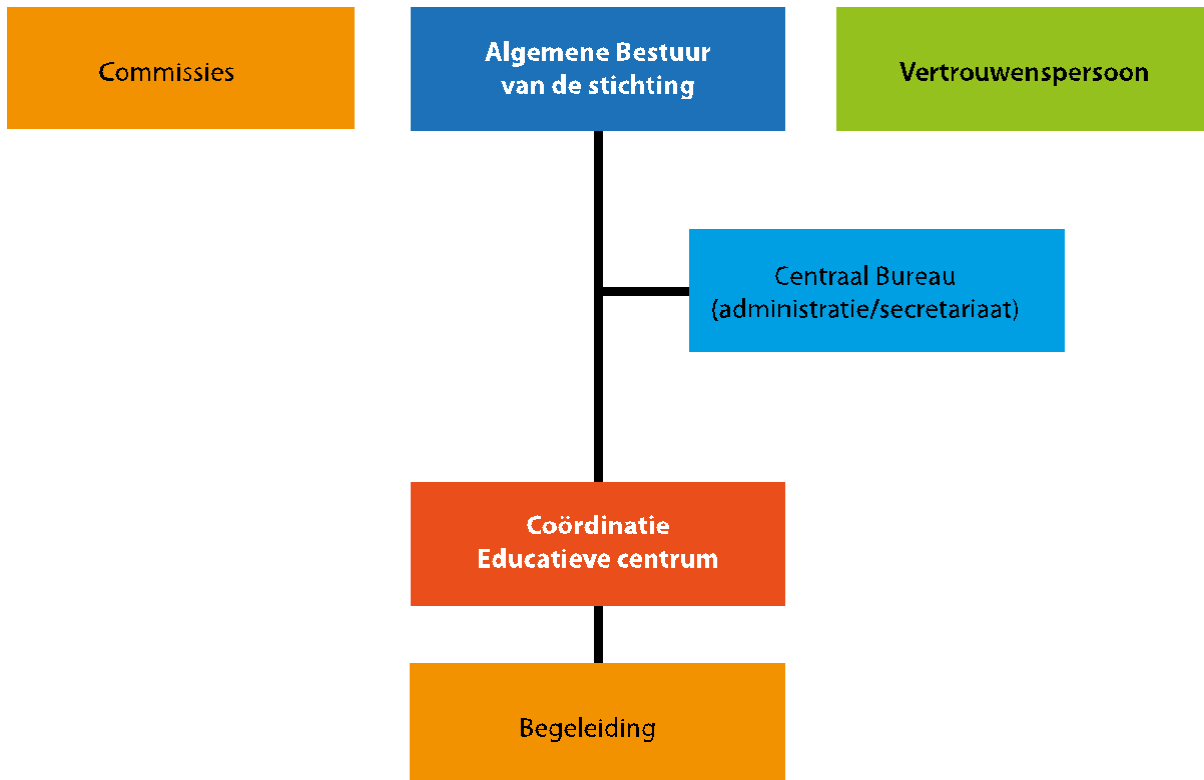 Commissies
Algemene Bestuur
van de stichting
Vertrouwenspersoon
Centraal Bureau
(administratie/secretariaat)
Coördinatie
Educatieve centrum
Begeleiding